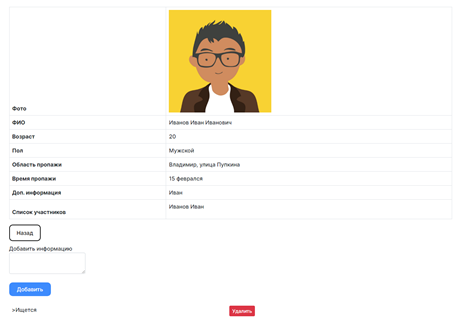 Фото
ФИО Иванов Иван Иванович
Возраст 20
Пол Мужской
Область пропажи Владимир, улица Пупкина
Время пропажи 15 февраля
Доп. информация Иван
Список участников Иванов Иван
Назад
Добавить информацию
Добавить
>Ищется Удалить